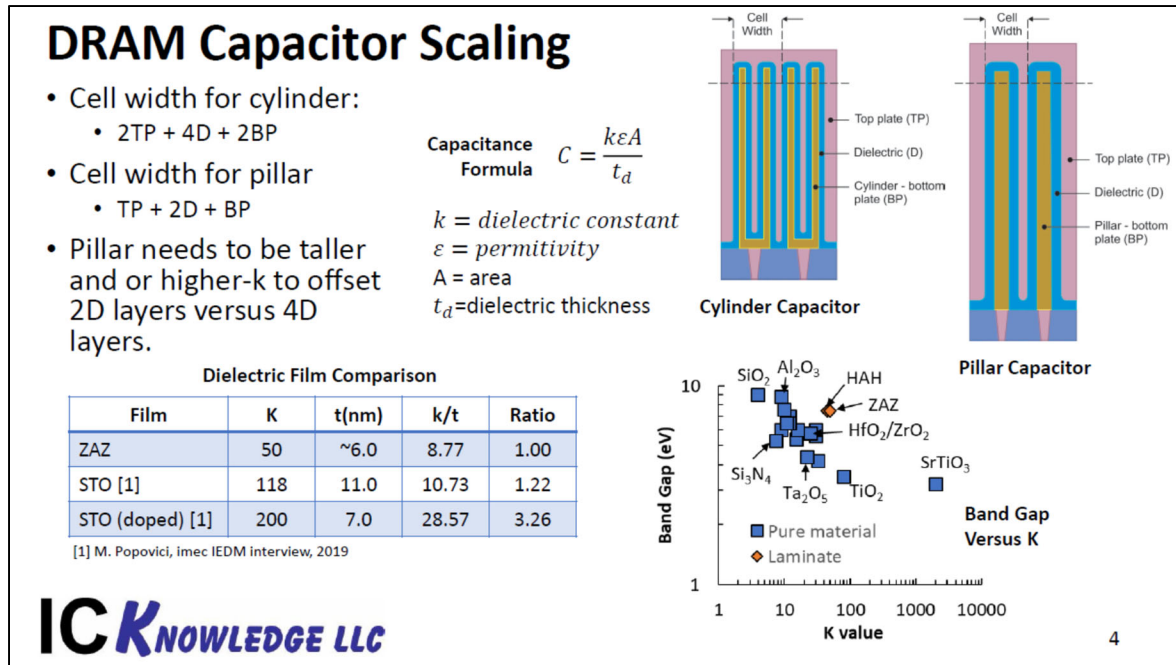 DRAM Capacitor Scaling
• Cell width for cylinder:
• 2TP + 4D + 2BP
• Cell width for pillar
• TP + 2D + BP
• Pillar needs to be taller
and or higher-k to offset
2D layers versus 4D
layers.
Capacitance
Formula
C = kεA / t_d
k = dielectric constant
ε = permitivity
A = area
t_d=dielectric thickness
Cell
Width
Top plate (TP)
Dielectric (D)
Cylinder - bottom
plate (BP)
Cylinder Capacitor
Cell
Width
Top plate (TP)
Dielectric (D)
Pillar - bottom
plate (BP)
Pillar Capacitor
Dielectric Film Comparison
Film K t(nm) k/t Ratio
ZAZ 50 ~6.0 8.77 1.00
STO [1] 118 11.0 10.73 1.22
STO (doped) [1] 200 7.0 28.57 3.26
[1] M. Popovici, imec IEDM interview, 2019
Band Gap (eV)
10
1
SiO₂
Al₂O₃
HAH
ZAZ
HfO₂/ZrO₂
Si₃N₄
Ta₂O₅
TiO₂
SrTiO₃
Pure material
Laminate
Band Gap
Versus K
1 10 100 1000 10000
K value
IC KNOWLEDGE LLC
4